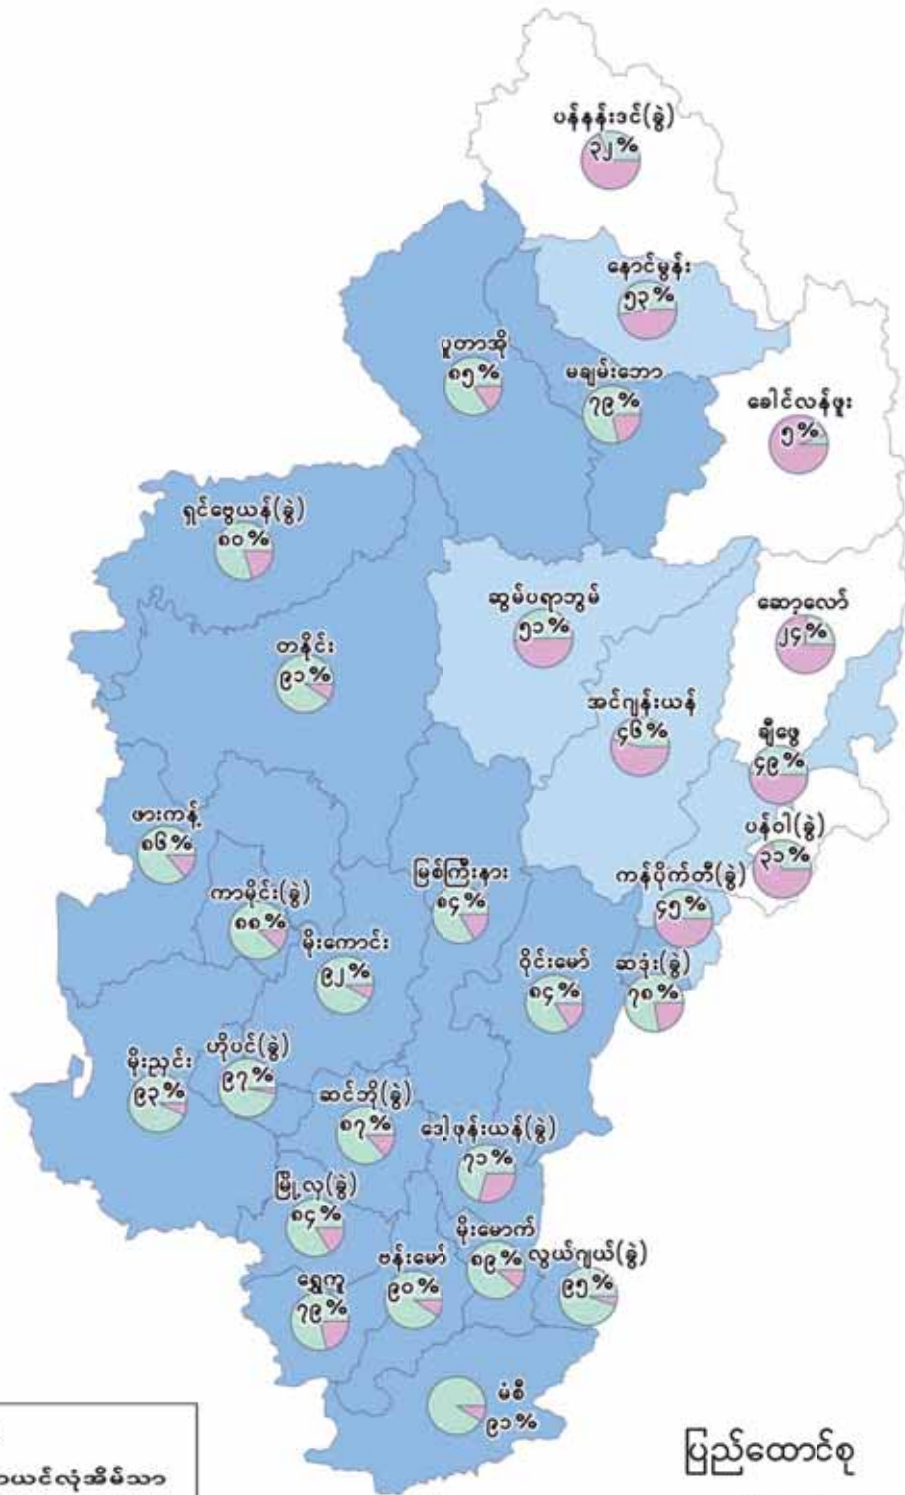 ပန်နန်းဒင်(ခွဲ)
၃၂%
နောင်မွန်း
၅၃%
ပူတာအို
၈၅%
မချမ်းဘော
၇၉%
ခေါင်လန်ဖူး
၅%
ရှင်ဗွေယန်(ခွဲ)
၈၀%
ဆွမ်ပရာဘွမ်
၅၁%
ဆော့လော်
၂၄%
တနိုင်း
၉၁%
အင်ဂျန်းယန်
၄၆%
ချီဖွေ
၄၉%
ဖားကန့်
၈၆%
ပန်ဝါ(ခွဲ)
၃၁%
မြစ်ကြီးနား
၈၄%
ကန်ပိုက်တီ(ခွဲ)
၄၅%
ကာမိုင်း(ခွဲ)
၈၈%
မိုးကောင်း
၉၂%
ဝိုင်းမော်
၈၄%
ဆဒုံး(ခွဲ)
၇၈%
မိုးညှင်း
၉၃%
ဟိုပင်(ခွဲ)
၉၇%
ဆင်ဘို(ခွဲ)
၈၇%
ဒေါ့ဖုန်းယန်(ခွဲ)
၇၁%
မြို့လှ(ခွဲ)
၈၄%
မိုးမောက်
၈၉%
လွယ်ဂျယ်(ခွဲ)
၉၅%
ဗန်းမော်
၉၀%
ရွှေကူ
၇၉%
မံစီ
၉၁%
ပြည်ထောင်စု
ယင်လုံအိမ်သာ